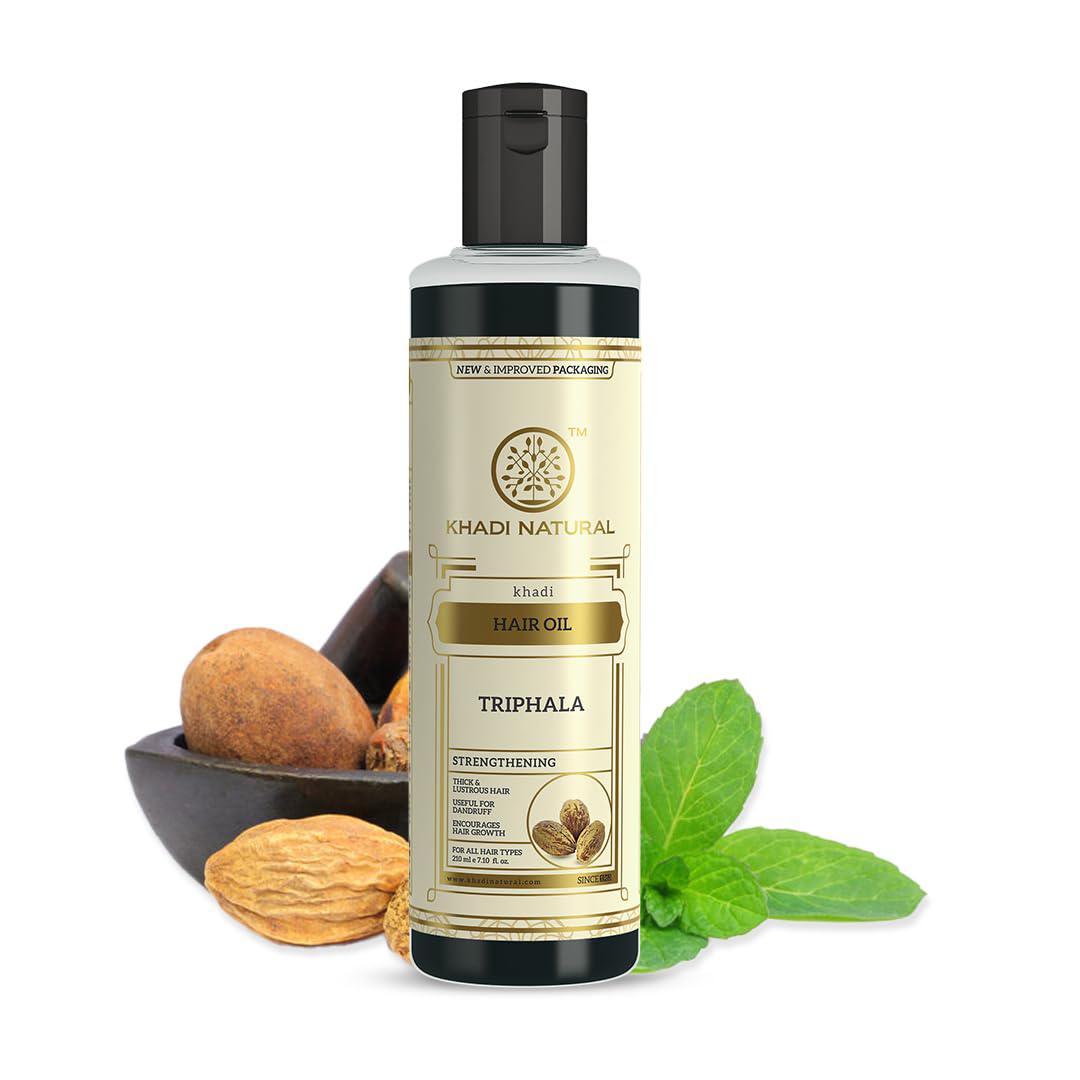 NEW & IMPROVED PACKAGING
TM
KHADI NATURAL
khadi
HAIR OIL
TRIPHALA
STRENGTHENING
THICK &
LUSTROUS HAIR
USEFUL FOR
DANDRUFF
ENCOURAGES
HAIR GROWTH
FOR ALL HAIR TYPES
210 ml e 7.10 fl. oz.
www.khadinatural.com
SINCE